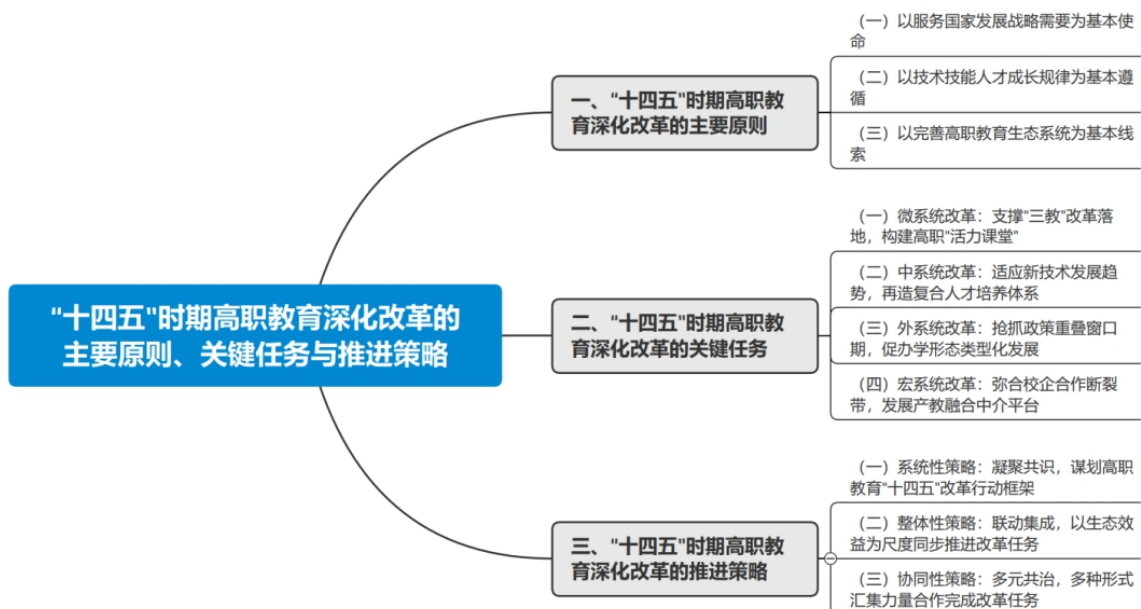 "十四五"时期高职教育深化改革的
主要原则、关键任务与推进策略
一、"十四五"时期高职教
育深化改革的主要原则
（一）以服务国家发展战略需要为基本使
命
（二）以技术技能人才成长规律为基本遵
循
（三）以完善高职教育生态系统为基本线
索
二、"十四五"时期高职教
育深化改革的关键任务
（一）微系统改革：支撑"三教"改革落
地，构建高职"活力课堂"
（二）中系统改革：适应新技术发展趋
势，再造复合人才培养体系
（三）外系统改革：抢抓政策重叠窗口
期，促办学形态类型化发展
（四）宏系统改革：弥合校企合作断裂
带，发展产教融合中介平台
三、"十四五"时期高职教
育深化改革的推进策略
（一）系统性策略：凝聚共识，谋划高职
教育"十四五"改革行动框架
（二）整体性策略：联动集成，以生态效
益为尺度同步推进改革任务
（三）协同性策略：多元共治，多种形式
汇集力量合作完成改革任务